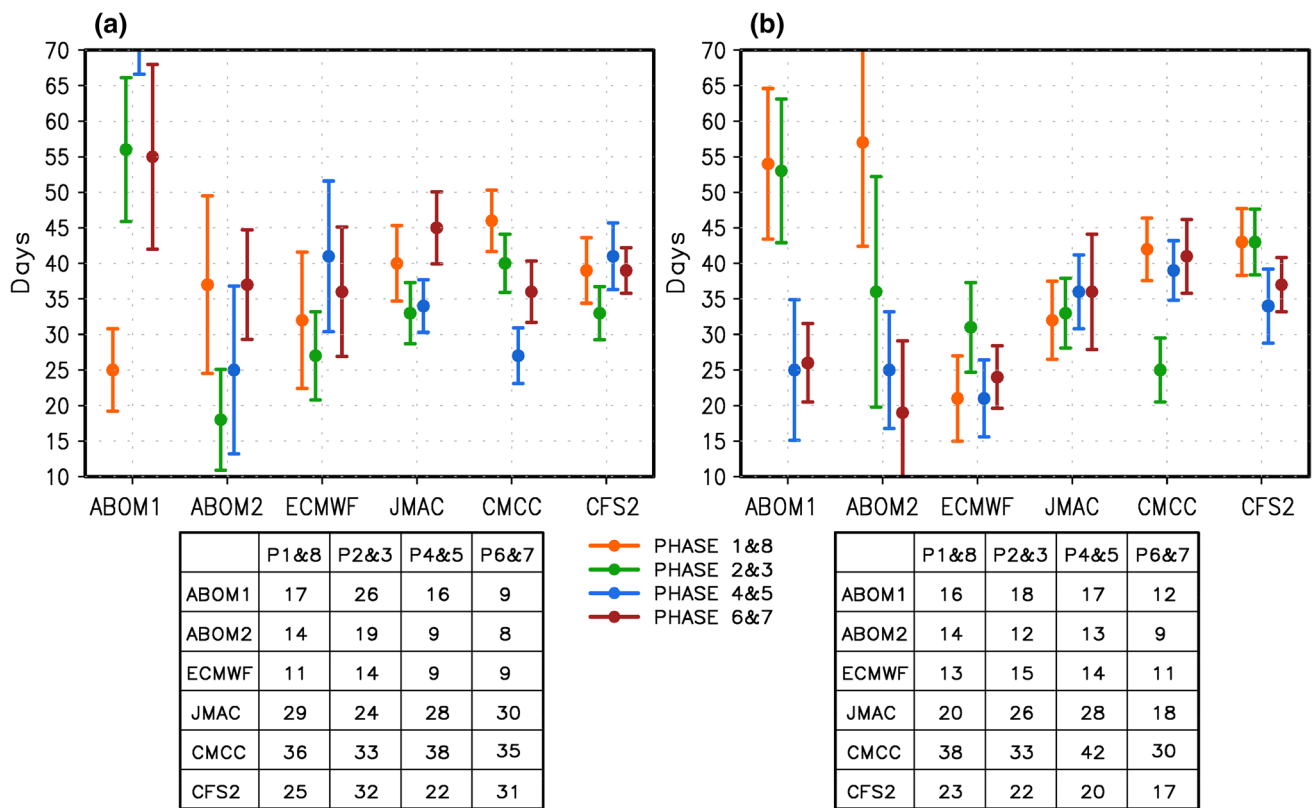 (a)
(b)
70
65
60
55
50
45
40
35
30
25
20
15
10
Days
ABOM1 ABOM2 ECMWF JMAC CMCC CFS2
70
65
60
55
50
45
40
35
30
25
20
15
10
Days
ABOM1 ABOM2 ECMWF JMAC CMCC CFS2
P1&8 P2&3 P4&5 P6&7
ABOM1 17 26 16 9
ABOM2 14 19 9 8
ECMWF 11 14 9 9
JMAC 29 24 28 30
CMCC 36 33 38 35
CFS2 25 32 22 31
PHASE 1&8
PHASE 2&3
PHASE 4&5
PHASE 6&7
P1&8 P2&3 P4&5 P6&7
ABOM1 16 18 17 12
ABOM2 14 12 13 9
ECMWF 13 15 14 11
JMAC 20 26 28 18
CMCC 38 33 42 30
CFS2 23 22 20 17